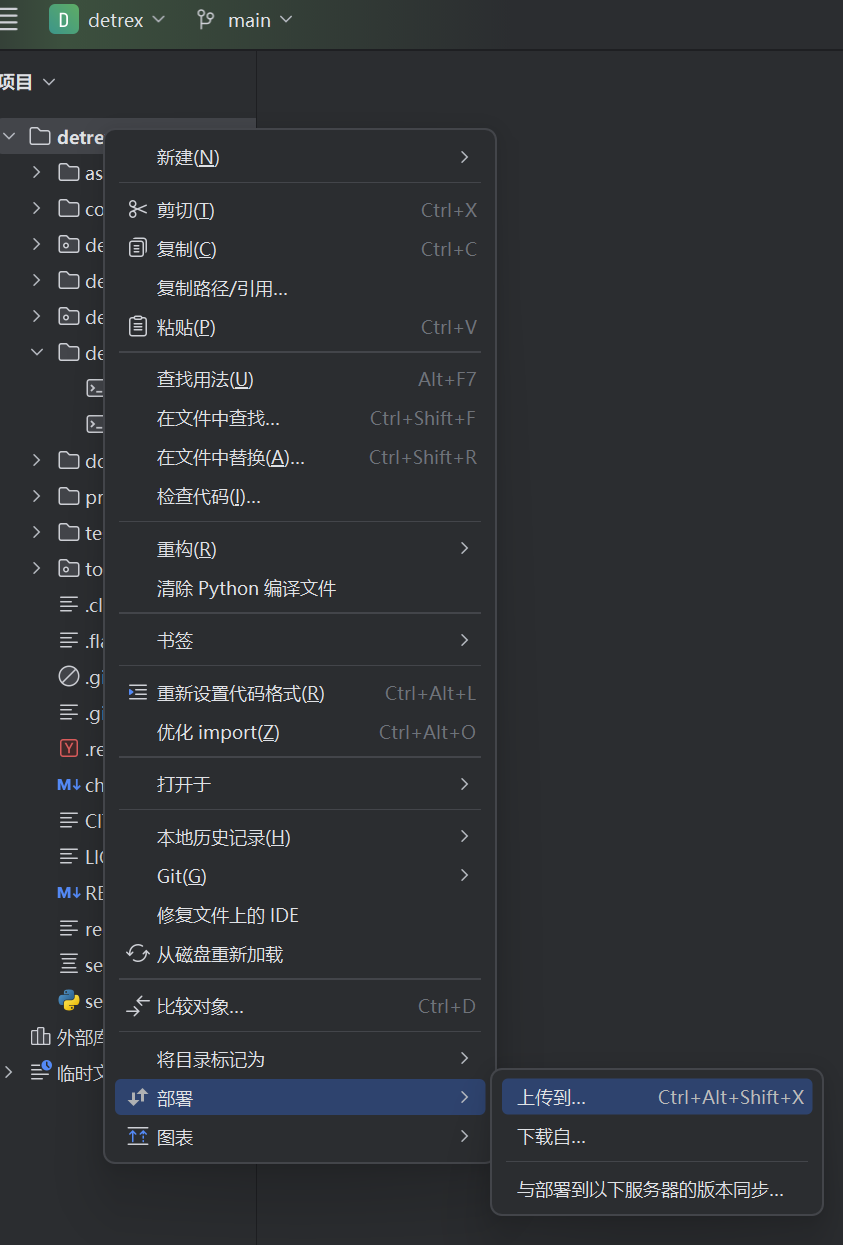 D detrex main
项目
detre
新建(N)
as
剪切(T) Ctrl+X
co
复制(C) Ctrl+C
de
复制路径/引用...
de
粘贴(P) Ctrl+V
de
de
查找用法(U) Alt+F7
在文件中查找... Ctrl+Shift+F
在文件中替换(A)... Ctrl+Shift+R
检查代码(I)...
pr
te
重构(R)
to
清除 Python 编译文件
.cl
书签
.fla
.gi
重新设置代码格式(R) Ctrl+Alt+L
.gi
优化 import(Z) Ctrl+Alt+O
Y .re
打开于
M↓ ch
CI
本地历史记录(H)
LIC
Git(G)
M↓ RE
修复文件上的 IDE
re
从磁盘重新加载
se
se
比较对象... Ctrl+D
外部库
将目录标记为
临时文
部署
上传到... Ctrl+Alt+Shift+X
图表
下载自...
与部署到以下服务器的版本同步...